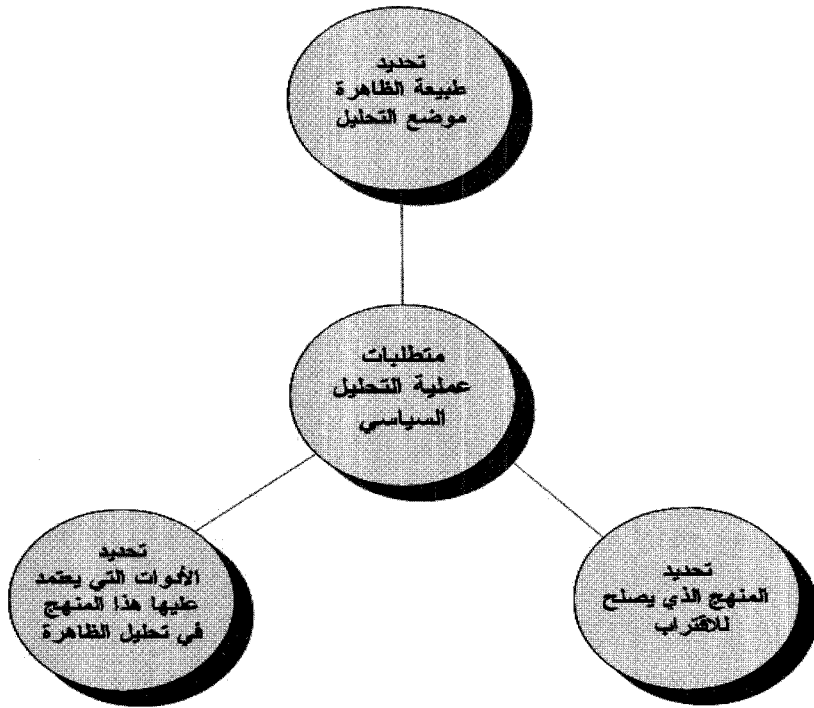 تحديد
طبيعة الظاهرة
موضع التحليل
متطلبات
عملية التحليل
السياسي
تحديد
المنهج الذي يصلح
للاقتراب
تحديد
الأدوات التي يعتمد
عليها هذا المنهج
في تحليل الظاهرة